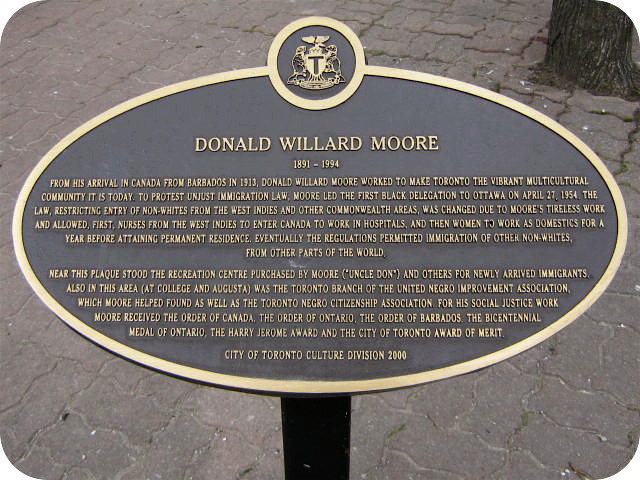 T
DONALD WILLARD MOORE
1891 – 1994
FROM HIS ARRIVAL IN CANADA FROM BARBADOS IN 1913, DONALD WILLARD MOORE WORKED TO MAKE TORONTO THE VIBRANT MULTICULTURAL
COMMUNITY IT IS TODAY. TO PROTEST UNJUST IMMIGRATION LAW, MOORE LED THE FIRST BLACK DELEGATION TO OTTAWA ON APRIL 27, 1954. THE
LAW, RESTRICTING ENTRY OF NON-WHITES FROM THE WEST INDIES AND OTHER COMMONWEALTH AREAS, WAS CHANGED DUE TO MOORE'S TIRELESS WORK
AND ALLOWED, FIRST, NURSES FROM THE WEST INDIES TO ENTER CANADA TO WORK IN HOSPITALS, AND THEN WOMEN TO WORK AS DOMESTICS FOR A
YEAR BEFORE ATTAINING PERMANENT RESIDENCE. EVENTUALLY THE REGULATIONS PERMITTED IMMIGRATION OF OTHER NON-WHITES,
FROM OTHER PARTS OF THE WORLD.
NEAR THIS PLAQUE STOOD THE RECREATION CENTRE PURCHASED BY MOORE ("UNCLE DON") AND OTHERS FOR NEWLY ARRIVED IMMIGRANTS.
ALSO IN THIS AREA (AT COLLEGE AND AUGUSTA) WAS THE TORONTO BRANCH OF THE UNITED NEGRO IMPROVEMENT ASSOCIATION,
WHICH MOORE HELPED FOUND AS WELL AS THE TORONTO NEGRO CITIZENSHIP ASSOCIATION. FOR HIS SOCIAL JUSTICE WORK
MOORE RECEIVED THE ORDER OF CANADA, THE ORDER OF ONTARIO, THE ORDER OF BARBADOS, THE BICENTENNIAL
MEDAL OF ONTARIO, THE HARRY JEROME AWARD AND THE CITY OF TORONTO AWARD OF MERIT.
CITY OF TORONTO CULTURE DIVISION 2000